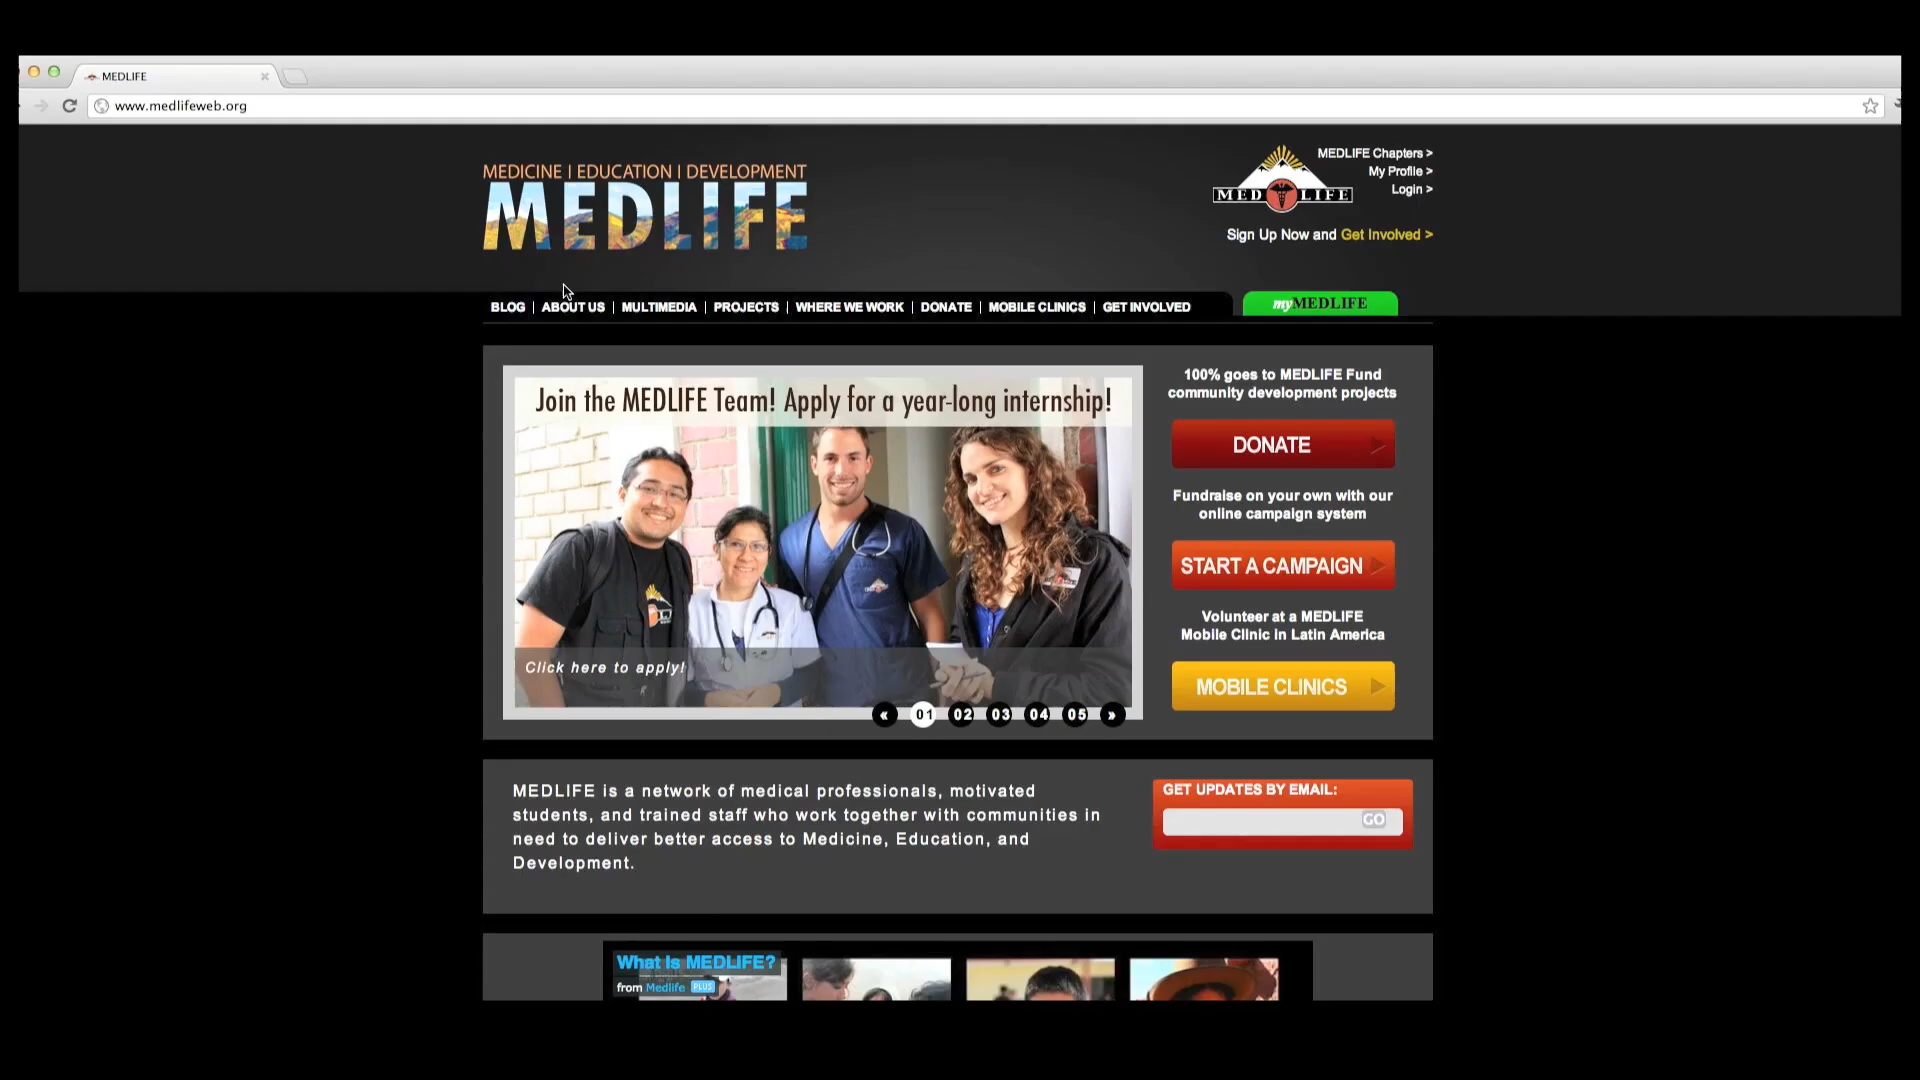 MEDLIFE
www.medlifeweb.org
MEDICINE | EDUCATION | DEVELOPMENT
MEDLIFE
MED LIFE
MEDLIFE Chapters >
My Profile >
Login >
Sign Up Now and Get Involved >
BLOG | ABOUT US | MULTIMEDIA | PROJECTS | WHERE WE WORK | DONATE | MOBILE CLINICS | GET INVOLVED
myMEDLIFE
Join the MEDLIFE Team! Apply for a year-long internship!
Click here to apply!
« 01 02 03 04 05 »
100% goes to MEDLIFE Fund
community development projects
DONATE
Fundraise on your own with our
online campaign system
START A CAMPAIGN
Volunteer at a MEDLIFE
Mobile Clinic in Latin America
MOBILE CLINICS
MEDLIFE is a network of medical professionals, motivated
students, and trained staff who work together with communities in
need to deliver better access to Medicine, Education, and
Development.
GET UPDATES BY EMAIL:
GO
What Is MEDLIFE?
from Medlife PLUS